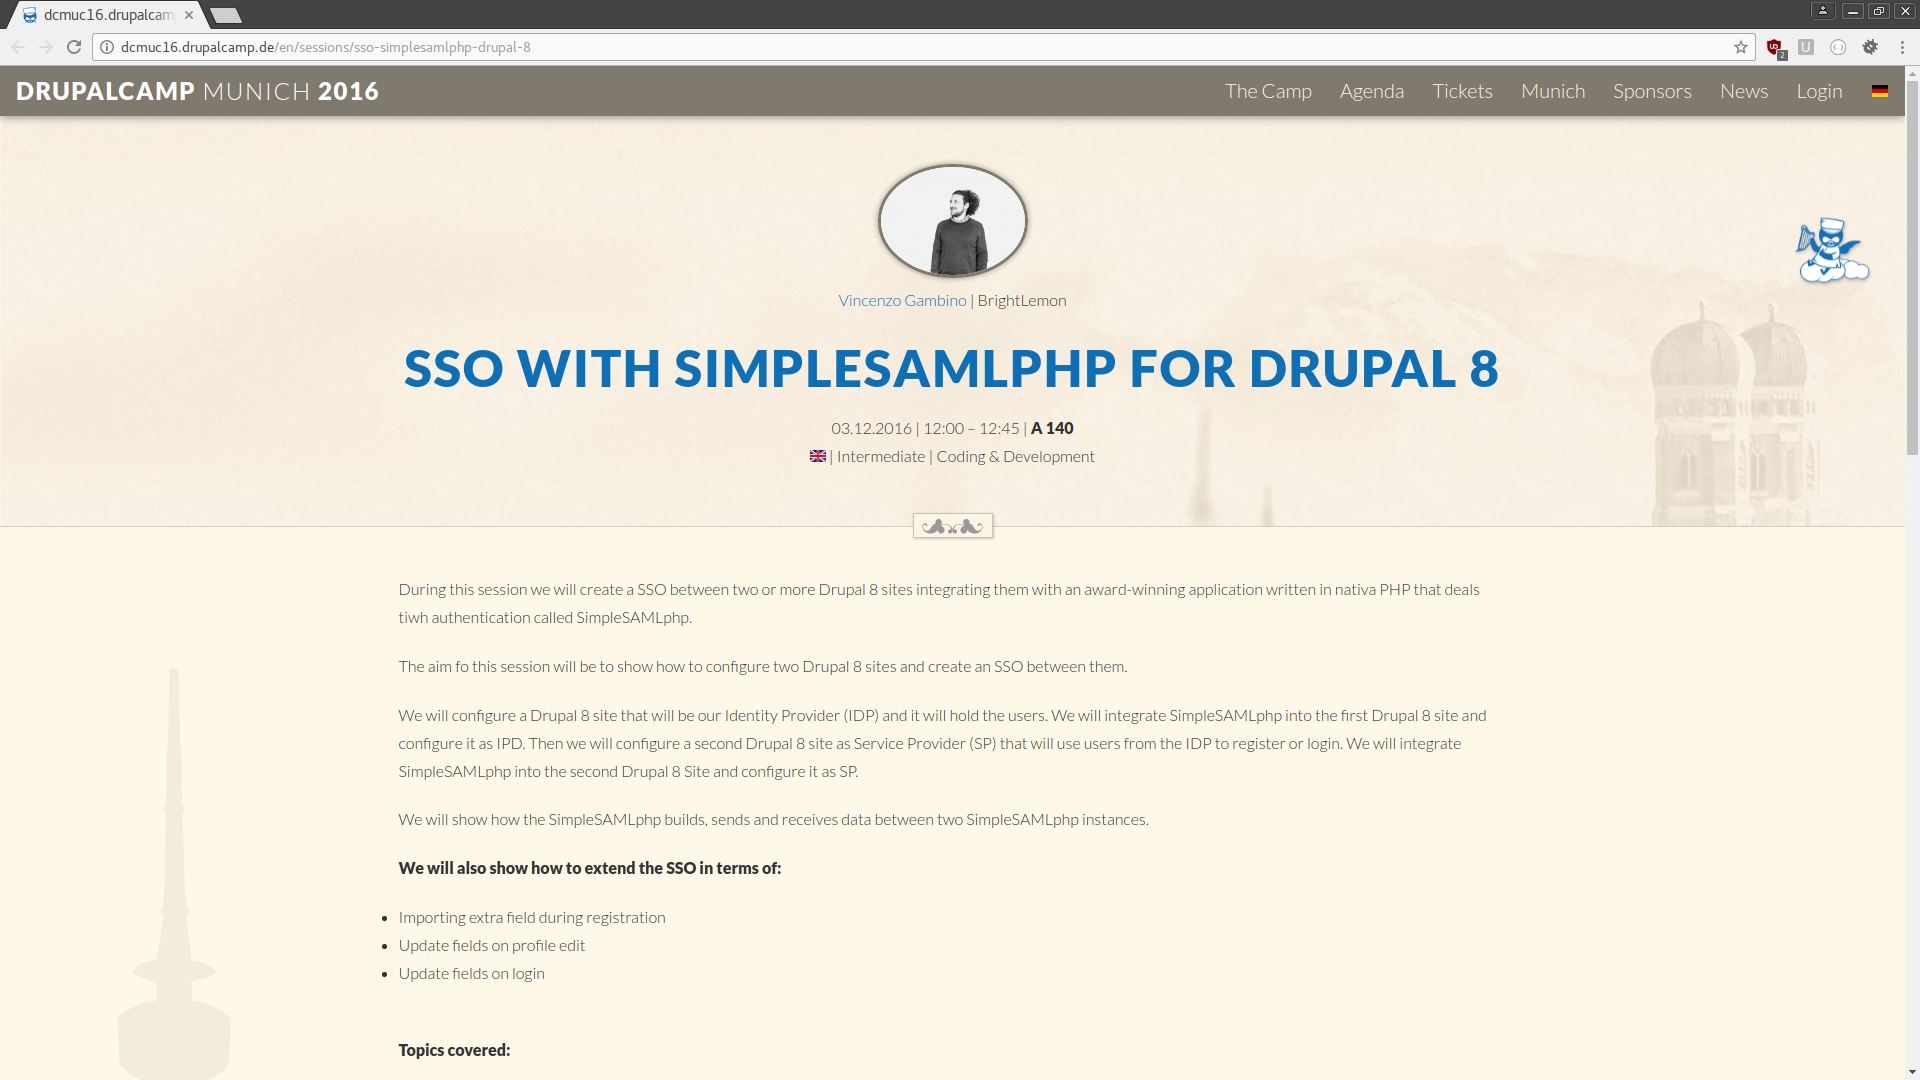 dcmuc16.drupalcam
dcmuc16.drupalcamp.de/en/sessions/sso-simplesamlphp-drupal-8
2
DRUPALCAMP MUNICH 2016
The Camp
Agenda
Tickets
Munich
Sponsors
News
Login
Vincenzo Gambino | BrightLemon
SSO WITH SIMPLESAMLPHP FOR DRUPAL 8
03.12.2016 | 12:00 – 12:45 | A 140
| Intermediate | Coding & Development
During this session we will create a SSO between two or more Drupal 8 sites integrating them with an award-winning application written in nativa PHP that deals
tiwh authentication called SimpleSAMLphp.
The aim fo this session will be to show how to configure two Drupal 8 sites and create an SSO between them.
We will configure a Drupal 8 site that will be our Identity Provider (IDP) and it will hold the users. We will integrate SimpleSAMLphp into the first Drupal 8 site and
configure it as IPD. Then we will configure a second Drupal 8 site as Service Provider (SP) that will use users from the IDP to register or login. We will integrate
SimpleSAMLphp into the second Drupal 8 Site and configure it as SP.
We will show how the SimpleSAMLphp builds, sends and receives data between two SimpleSAMLphp instances.
We will also show how to extend the SSO in terms of:
Importing extra field during registration
Update fields on profile edit
Update fields on login
Topics covered: